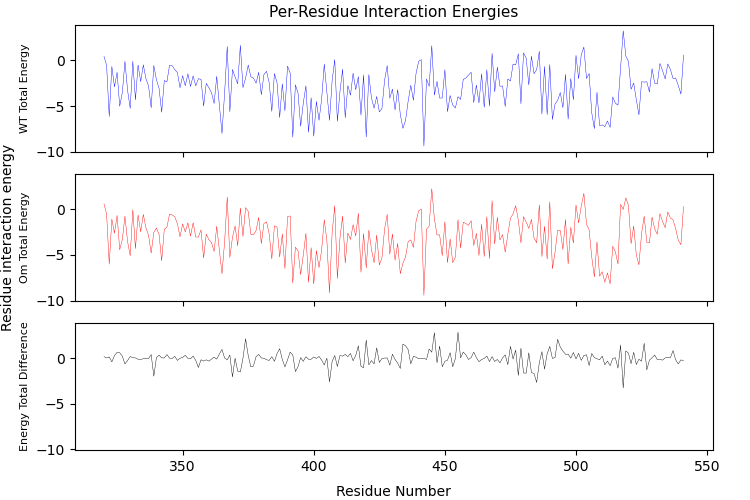 Per-Residue Interaction Energies
Residue interaction energy
WT Total Energy
0
−5
−10
Om Total Energy
0
−5
−10
Energy Total Difference
0
−5
−10
350 400 450 500 550
Residue Number